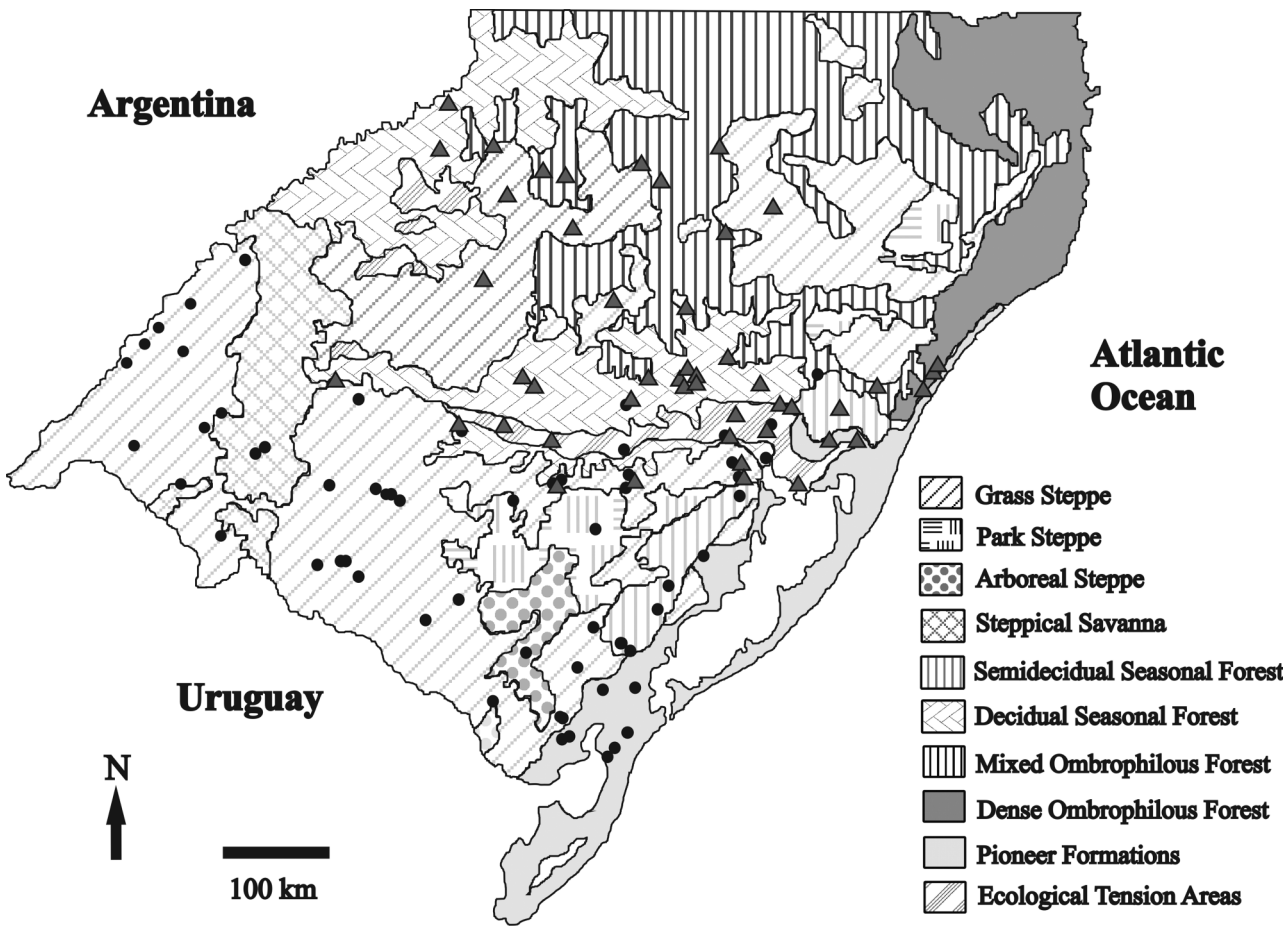 Argentina
Atlantic
Ocean
Uruguay
N
100 km
Grass Steppe
Park Steppe
Arboreal Steppe
Steppical Savanna
Semidecidual Seasonal Forest
Decidual Seasonal Forest
Mixed Ombrophilous Forest
Dense Ombrophilous Forest
Pioneer Formations
Ecological Tension Areas